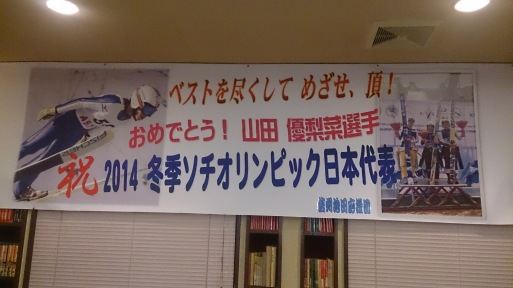 ベストを尽くして めざせ、頂!
おめでとう! 山田 優梨菜選手
祝 2014 冬季ソチオリンピック日本代表